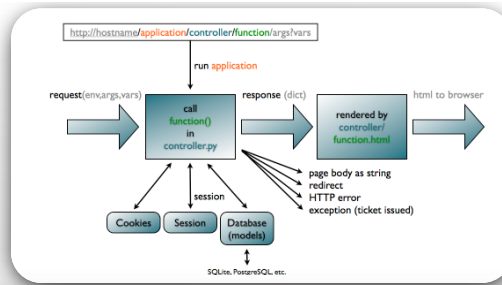 http://hostname/application/controller/function/args?vars
run application
request(env,args,vars)
response (dict)
html to browser
call
function()
in
controller.py
rendered by
controller/
function.html
page body as string
redirect
HTTP error
exception (ticket issued)
session
Cookies
Session
Database
(models)
SQLite, PostgreSQL, etc.